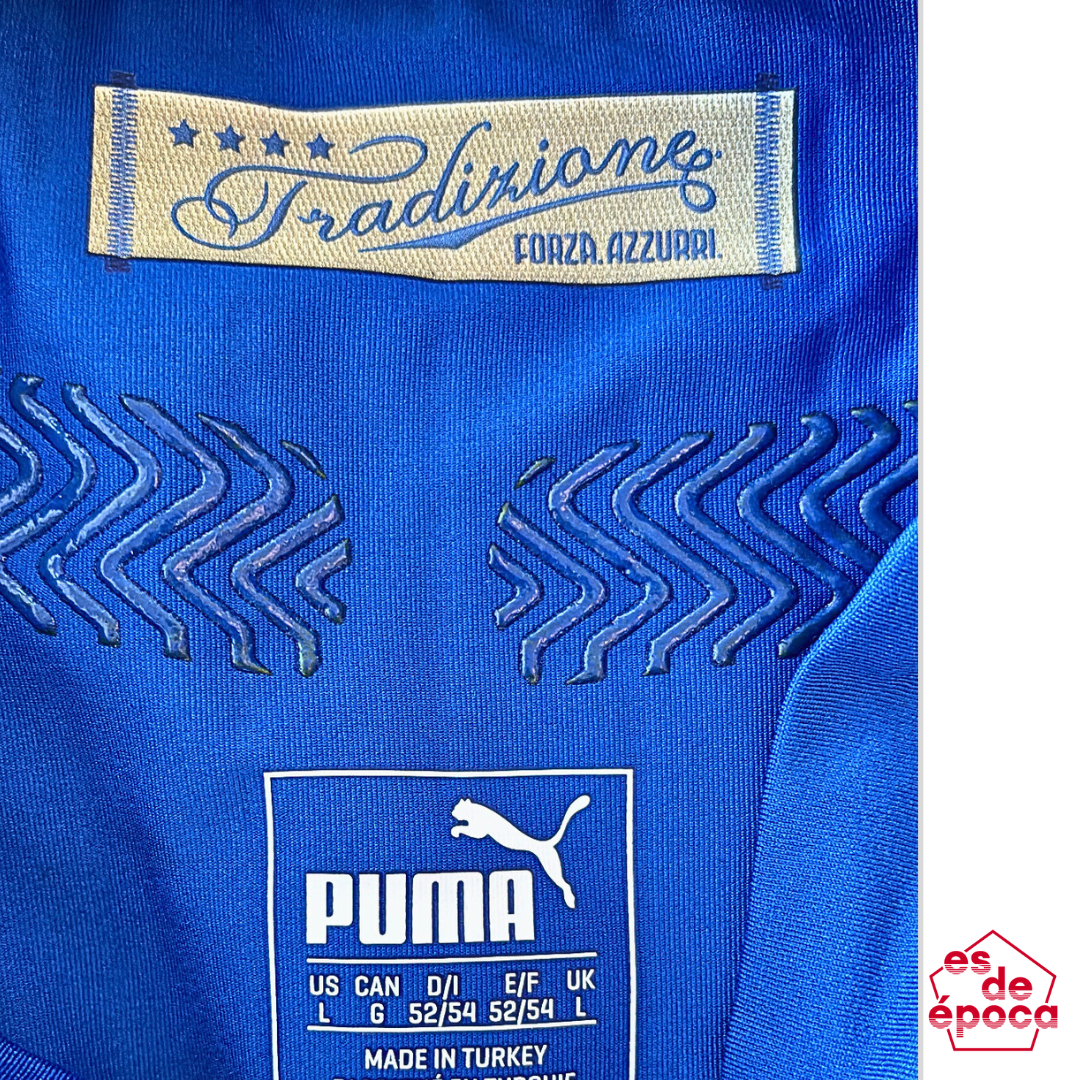 Tradizione
FORZA AZZURRI.
PUMA
US CAN D/I E/F UK
L G 52/54 52/54 L
MADE IN TURKEY
es
de
época